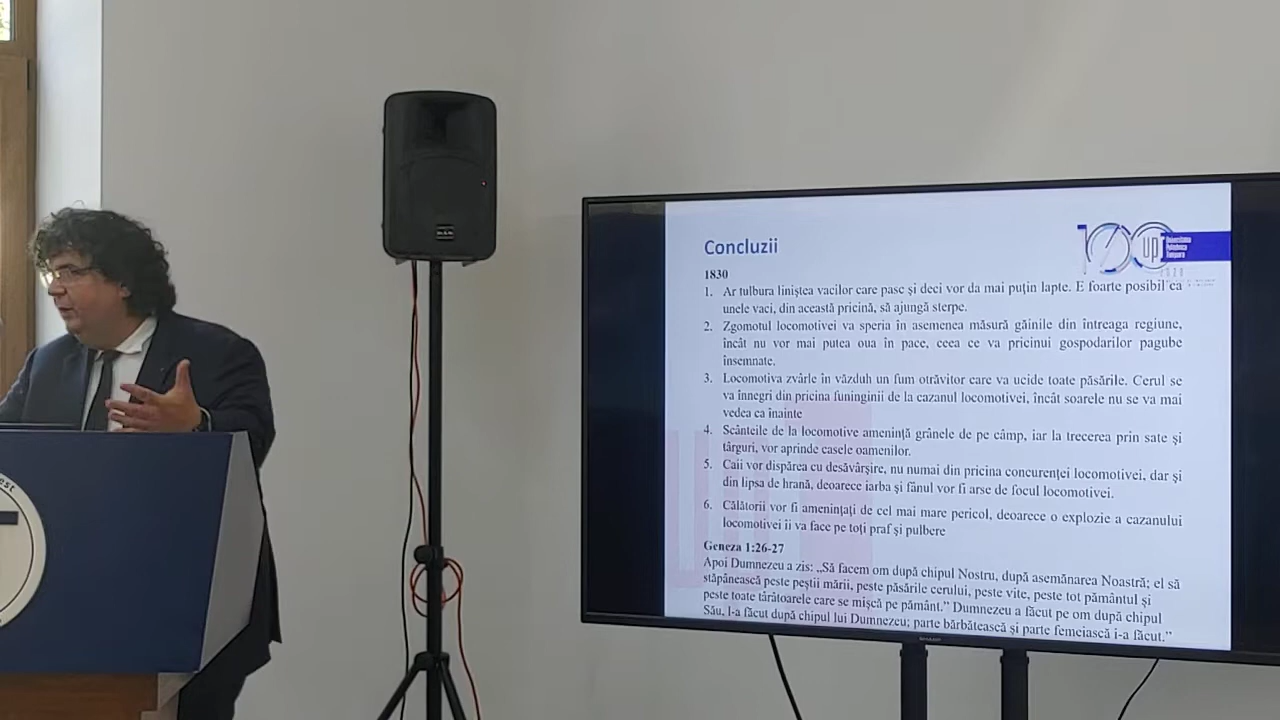 Concluzii
100
upt
Universitatea
Politehnica
Timișoara
1830
1. Ar tulbura liniștea vacilor care pasc și deci vor da mai puțin lapte. E foarte posibil ca
unele vaci, din această pricină, să ajungă sterpe.
2. Zgomotul locomotivei va speria în asemenea măsură găinile din întreaga regiune,
încât nu vor mai putea oua în pace, ceea ce va pricinui gospodarilor pagube
însemnate.
3. Locomotiva zvârle în văzduh un fum otrăvitor care va ucide toate păsările. Cerul se
va înnegri din pricina funinginii de la cazanul locomotivei, încât soarele nu se va mai
vedea ca înainte
4. Scânteile de la locomotive amenință grânele de pe câmp, iar la trecerea prin sate și
târguri, vor aprinde casele oamenilor.
5. Caii vor dispărea cu desăvârșire, nu numai din pricina concurenței locomotivei, dar și
din lipsa de hrană, deoarece iarba și fânul vor fi arse de focul locomotivei.
6. Călătorii vor fi amenințați de cel mai mare pericol, deoarece o explozie a cazanului
locomotivei îi va face pe toți praf și pulbere
Geneza 1:26-27
Apoi Dumnezeu a zis: „Să facem om după chipul Nostru, după asemănarea Noastră; el să
stăpânească peste peștii mării, peste păsările cerului, peste vite, peste tot pământul și
peste toate târâtoarele care se mișcă pe pământ.” Dumnezeu a făcut pe om după chipul
Său, l-a făcut după chipul lui Dumnezeu; parte bărbătească și parte femeiască i-a făcut.”
SHARP